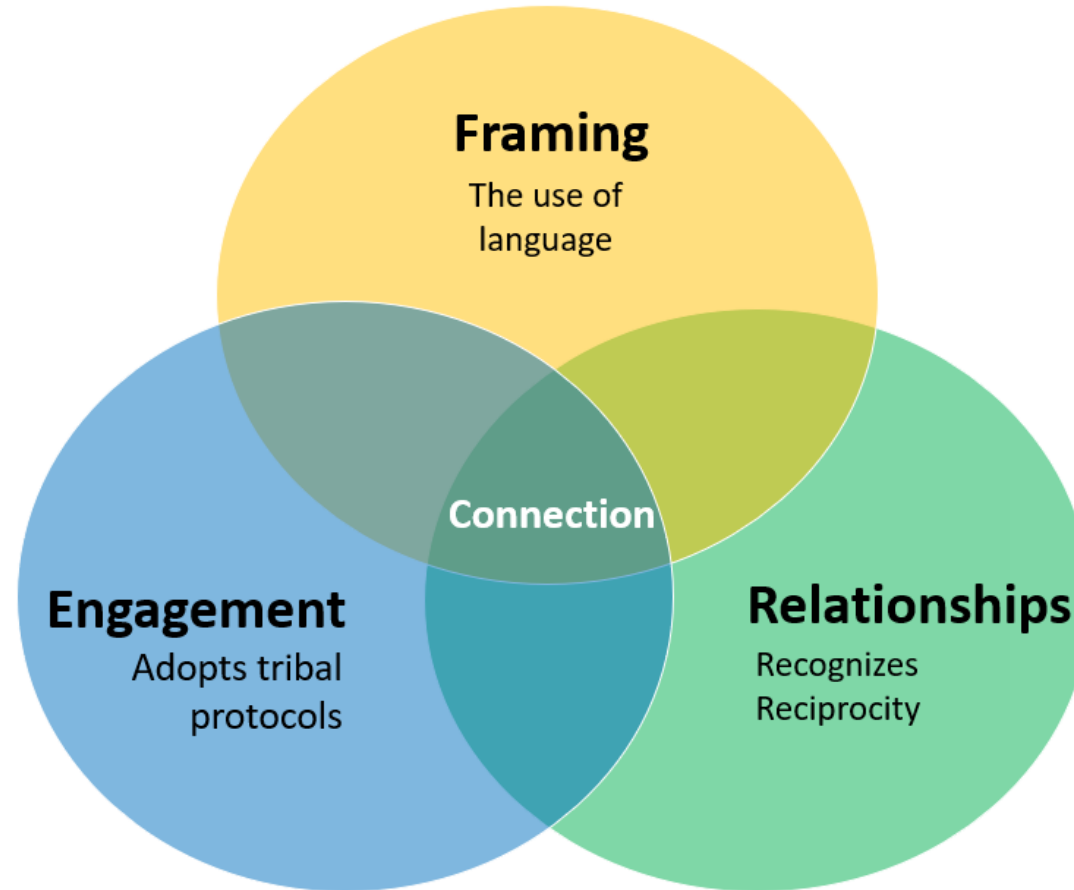 Framing
The use of
language
Connection
Engagement
Adopts tribal
protocols
Relationships
Recognizes
Reciprocity